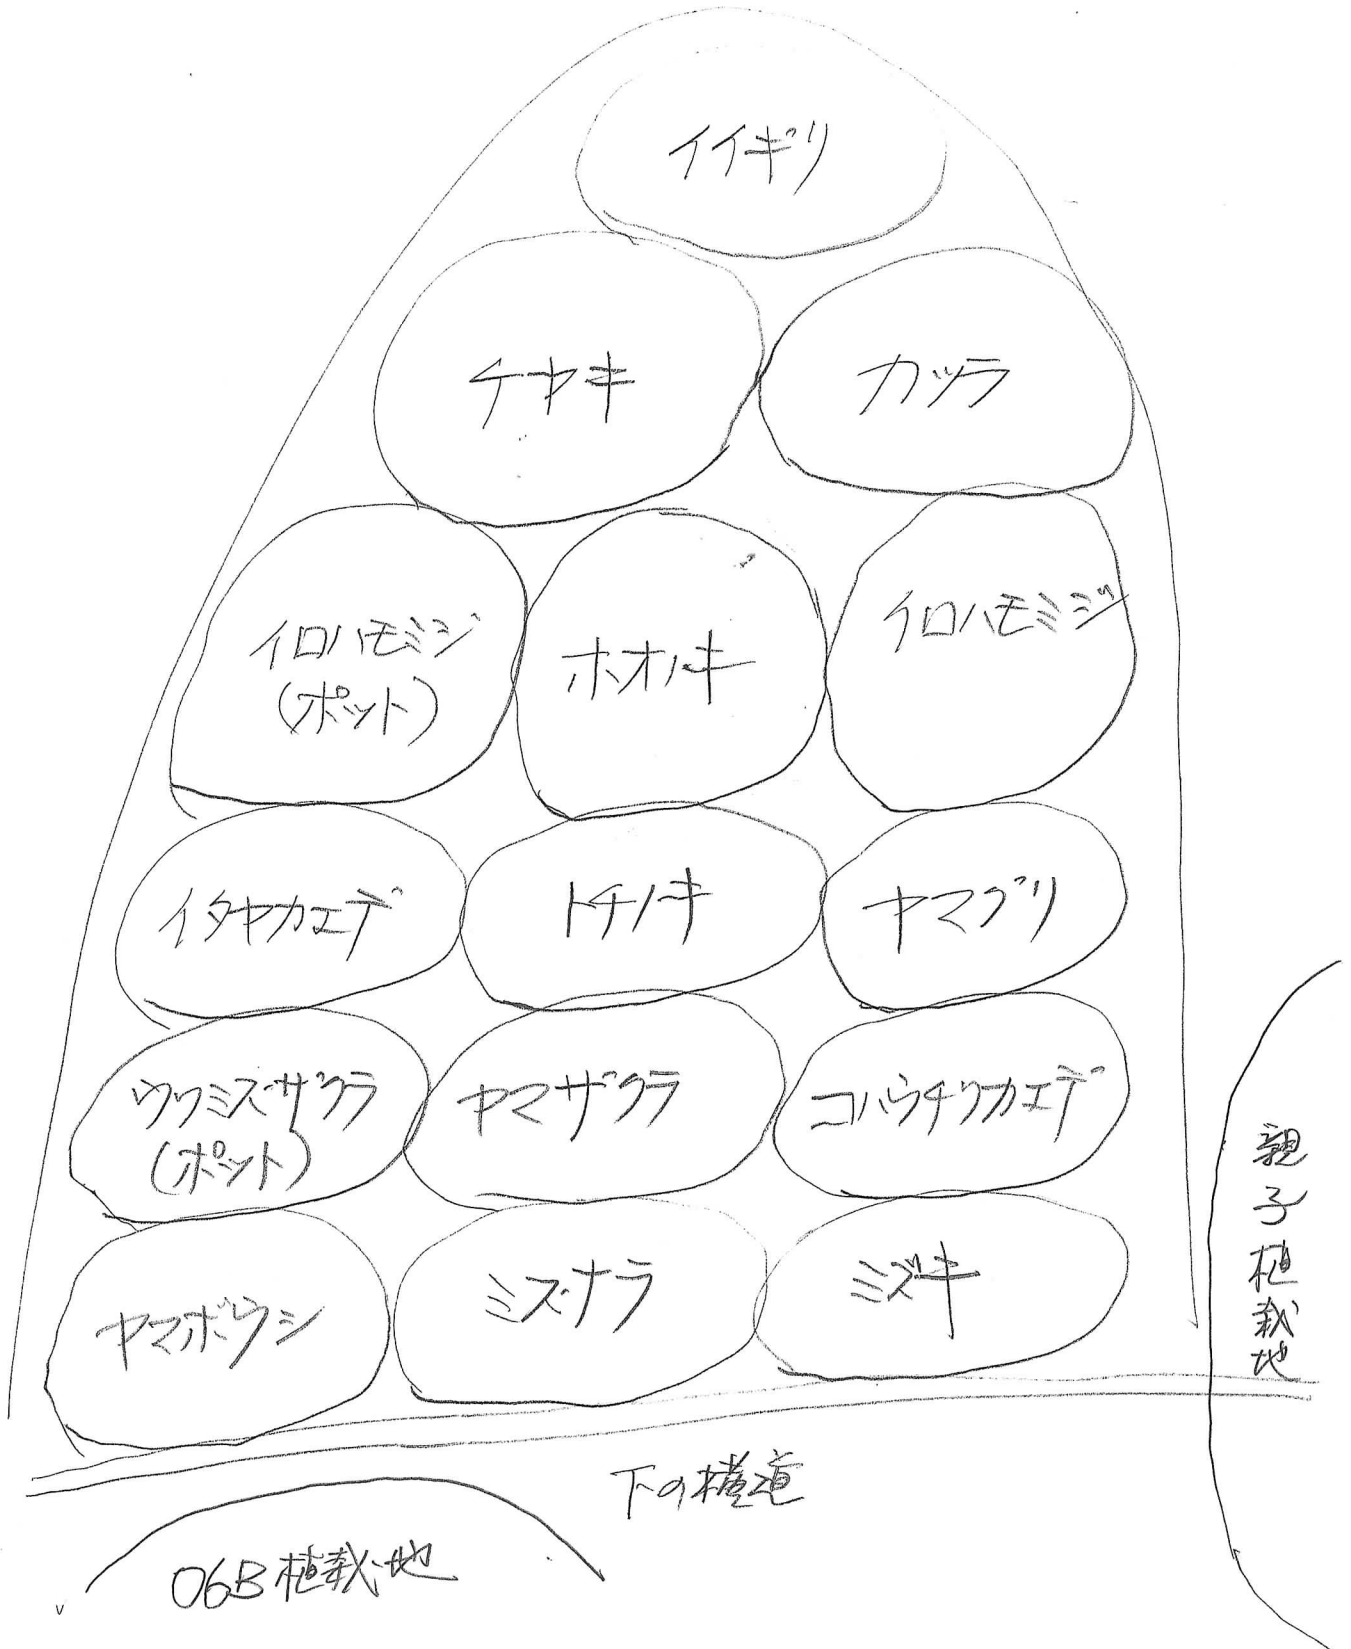 イイギリ
ケヤキ
カツラ
イロハモミジ
(ポット)
ホオノキ
イロハモミジ
イタヤカエデ
トチノキ
ヤマグリ
ウワミズザクラ
(ポット)
ヤマザクラ
コハウチワカエデ
ヤマボウシ
ミズナラ
ミズキ
親子植栽地
下の横道
06B植栽地